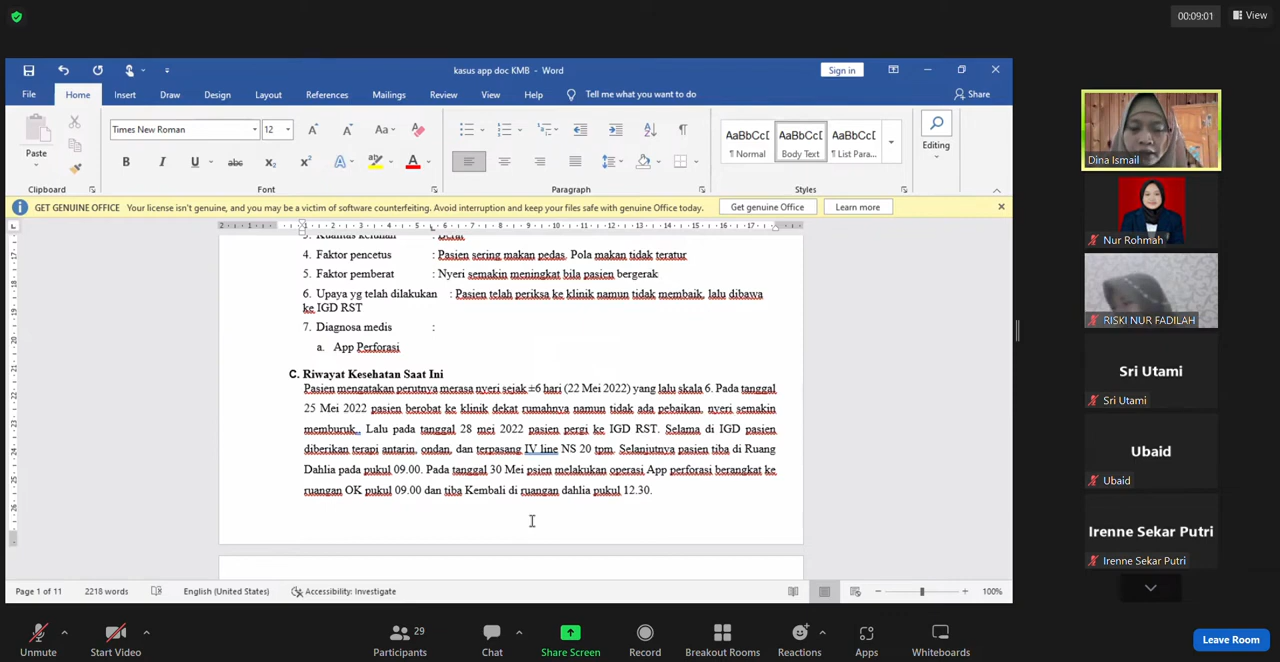 00:09:01
View
kasus app doc KMB - Word
Sign in
File
Home
Insert
Draw
Design
Layout
References
Mailings
Review
View
Help
Tell me what you want to do
Share
Paste
Times New Roman
12
AaBbCc[
AaBbCc[
AaBbCc[
¶ Normal
Body Text
¶ List Para...
Editing
Clipboard
Font
Paragraph
Styles
GET GENUINE OFFICE Your license isn't genuine, and you may be a victim of software counterfeiting. Avoid interruption and keep your files safe with genuine Office today.
Get genuine Office
Learn more
4. Faktor pencetus : Pasien sering makan pedas. Pola makan tidak teratur
5. Faktor pemberat : Nyeri semakin meningkat bila pasien bergerak
6. Upaya yg telah dilakukan : Pasien telah periksa ke klinik namun tidak membaik, lalu dibawa
ke IGD RST
7. Diagnosa medis :
a. App Perforasi
C. Riwayat Kesehatan Saat Ini
Pasien mengatakan perutnya merasa nyeri sejak ±6 hari (22 Mei 2022) yang lalu skala 6. Pada tanggal
25 Mei 2022 pasien berobat ke klinik dekat rumahnya namun tidak ada pebaikan, nyeri semakin
memburuk.. Lalu pada tanggal 28 mei 2022 pasien pergi ke IGD RST. Selama di IGD pasien
diberikan terapi antarin, ondan, dan terpasang IV line NS 20 tpm. Selanjutnya pasien tiba di Ruang
Dahlia pada pukul 09.00. Pada tanggal 30 Mei psien melakukan operasi App perforasi berangkat ke
ruangan OK pukul 09.00 dan tiba Kembali di ruangan dahlia pukul 12.30.
Page 1 of 11
2218 words
English (United States)
Accessibility: Investigate
100%
Dina Ismail
Nur Rohmah
RISKI NUR FADILAH
Sri Utami
Sri Utami
Ubaid
Ubaid
Irenne Sekar Putri
Irenne Sekar Putri
Unmute
Start Video
Participants
29
Chat
Share Screen
Record
Breakout Rooms
Reactions
Apps
Whiteboards
Leave Room